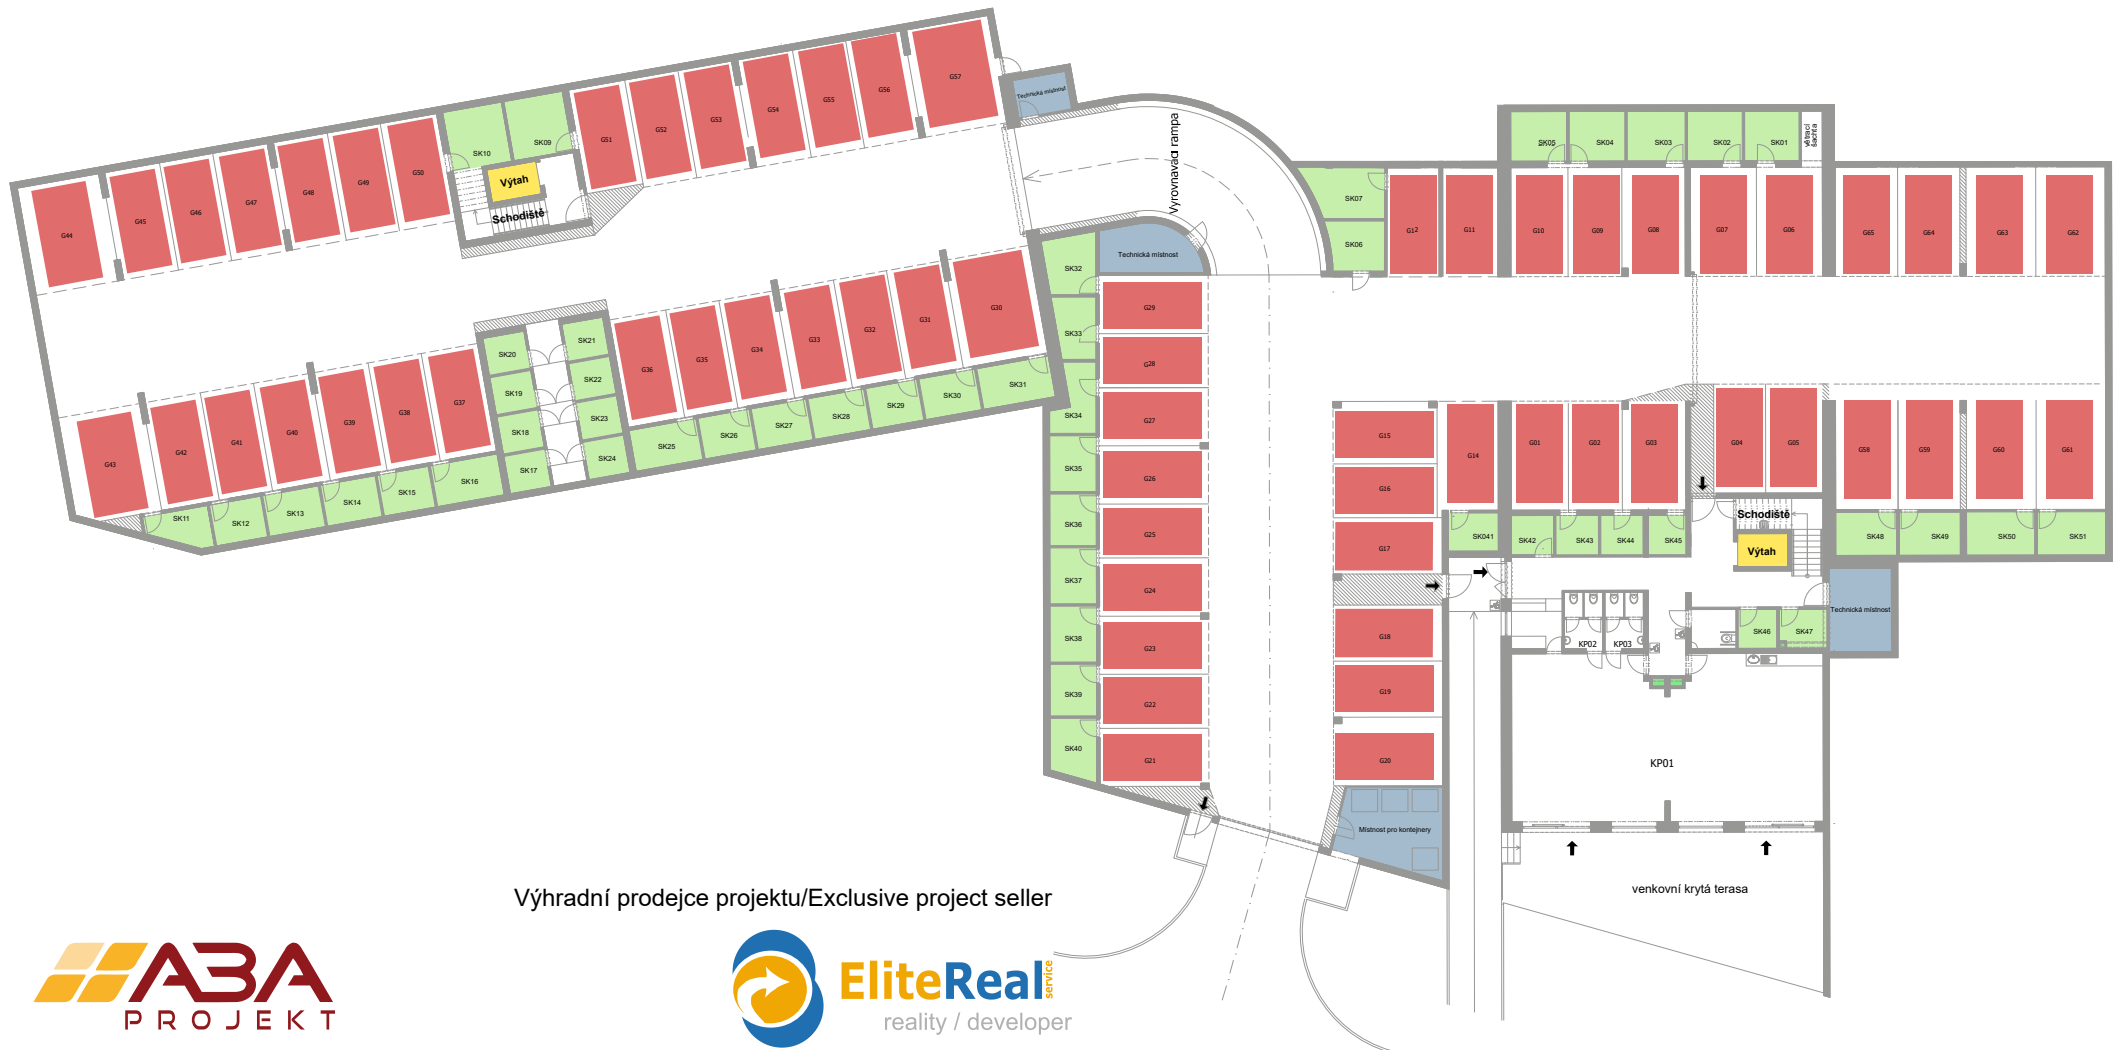 G57
G56
G55
G54
G53
G52
G51
Technická místnost
SK09
SK10
G50
G49
G48
G47
G46
G45
G44
Výtah
Schodiště
Vyrovnávací rampa
SK05
SK04
SK03
SK02
SK01
větrací
šachta
SK07
SK06
G12
G11
G10
G09
G08
G07
G06
G65
G64
G63
G62
SK32
Technická místnost
SK33
SK34
SK35
SK36
SK37
SK38
SK39
SK40
G29
G28
G27
G26
G25
G24
G23
G22
G21
G30
G31
G32
G33
G34
G35
G36
SK21
SK22
SK23
SK24
SK20
SK19
SK18
SK17
SK25
SK26
SK27
SK28
SK29
SK30
SK31
G37
G38
G39
G40
G41
G42
G43
SK11
SK12
SK13
SK14
SK15
SK16
G15
G16
G17
G18
G19
G20
G14
G01
G02
G03
G04
G05
G58
G59
G60
G61
SK041
SK42
SK43
SK44
SK45
Schodiště
Výtah
SK48
SK49
SK50
SK51
Technická místnost
SK46
SK47
KP02
KP03
KP01
Místnost pro kontejnery
venkovní krytá terasa
Výhradní prodejce projektu/Exclusive project seller
ABA
PROJEKT
EliteReal
service
reality / developer